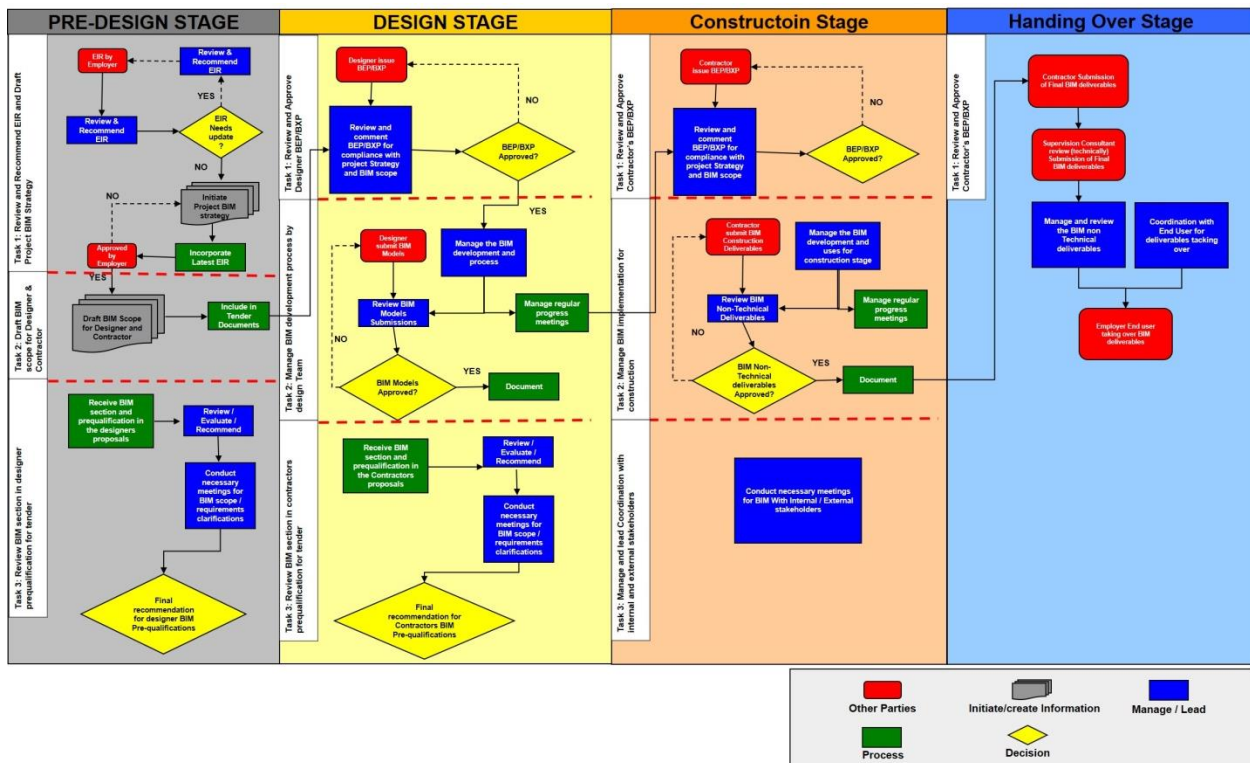 PRE-DESIGN STAGE
DESIGN STAGE
Constructoin Stage
Handing Over Stage
Task 1: Review and Recommend EIR and Draft
Project BIM Strategy
EIR by
Employer
Review &
Recommend
EIR
YES
Review &
Recommend EIR
EIR
Needs
update
?
NO
NO
Initiate
Project BIM
strategy
Approved
by
Employer
Incorporate
Latest EIR
YES
Task 2: Draft BIM
scope for Designer &
Contractor
Draft BIM Scope
for Designer and
Contractor
Include in
Tender
Documents
Task 3: Review BIM section in designer
prequalification for tender
Receive BIM
section and
prequalification in
the designers
proposals
Review /
Evaluate /
Recommend
Conduct
necessary
meetings for
BIM scope /
requirements
clarifications
Final
recommendation
for designer BIM
Pre-qualifications
Task 1: Review and Approve
Designer BEP/BXP
Designer issue
BEP/BXP
NO
Review and
comment
BEP/BXP for
compliance with
project Strategy
and BIM scope
BEP/BXP
Approved?
YES
Task 2: Manage BIM development process by
design Team
Designer
submit BIM
Models
Manage the BIM
development and
process
Review BIM
Models
Submissions
Manage regular
progress meetings
NO
BIM Models
Approved?
YES
Document
Task 3: Review BIM section in contractors
prequalification for tender
Receive BIM
section and
prequalification in
the Contractors
proposals
Review /
Evaluate /
Recommend
Conduct
necessary
meetings for
BIM scope /
requirements
clarifications
Final
recommendation for
Contractors BIM
Pre-qualifications
Task 1: Review and Approve
Contractor's BEP/BXP
Contractor
issue BEP/BXP
NO
Review and
comment
BEP/BXP for
compliance with
project Strategy
and BIM scope
BEP/BXP
Approved?
Task 2: Manage BIM implementation for
construction
Contractor
submit BIM
Construction
Deliverables
Manage the BIM
development
and uses for
construction
stage
Review BIM
Non-Technical
Deliverables
Manage regular
progress
meetings
NO
BIM Non-
Technical
deliverables
Approved?
YES
Document
Task 3: Manage and lead Coordination with
internal and external stakeholders
Conduct necessary meetings
for BIM With Internal / External
stakeholders
Task 1: Review and Approve
Contractor's BEP/BXP
Contractor Submission
of Final BIM deliverables
Supervision Consultant
review (technically)
Submission of Final
BIM deliverables
Manage and review
the BIM non
Technical
deliverables
Coordination with
End User for
deliverables tacking
over
Employer End user
taking over BIM
deliverables
Other Parties
Initiate/create Information
Manage / Lead
Process
Decision